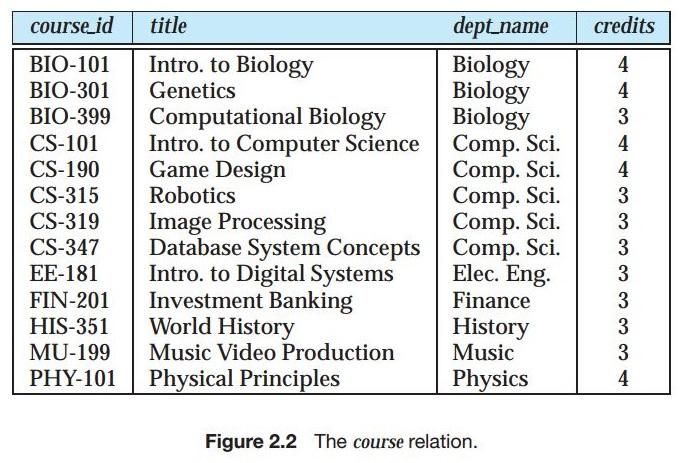 course_id title dept_name credits
BIO-101 Intro. to Biology Biology 4
BIO-301 Genetics Biology 4
BIO-399 Computational Biology Biology 3
CS-101 Intro. to Computer Science Comp. Sci. 4
CS-190 Game Design Comp. Sci. 4
CS-315 Robotics Comp. Sci. 3
CS-319 Image Processing Comp. Sci. 3
CS-347 Database System Concepts Comp. Sci. 3
EE-181 Intro. to Digital Systems Elec. Eng. 3
FIN-201 Investment Banking Finance 3
HIS-351 World History History 3
MU-199 Music Video Production Music 3
PHY-101 Physical Principles Physics 4
Figure 2.2 The course relation.